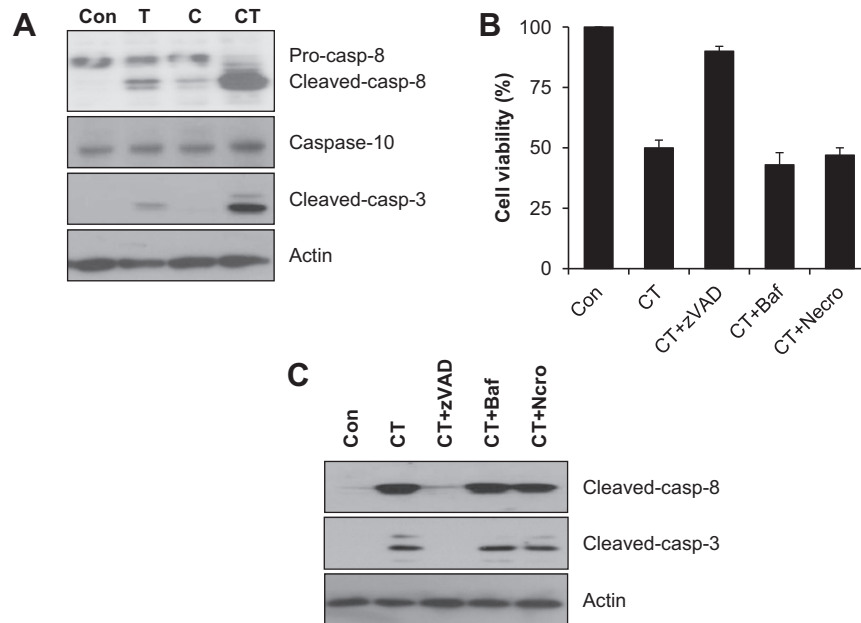 A
Con T C CT
Pro-casp-8
Cleaved-casp-8
Caspase-10
Cleaved-casp-3
Actin
B
Cell viability (%)
100
75
50
25
0
Con
CT
CT+zVAD
CT+Baf
CT+Necro
C
Con
CT
CT+zVAD
CT+Baf
CT+Ncro
Cleaved-casp-8
Cleaved-casp-3
Actin